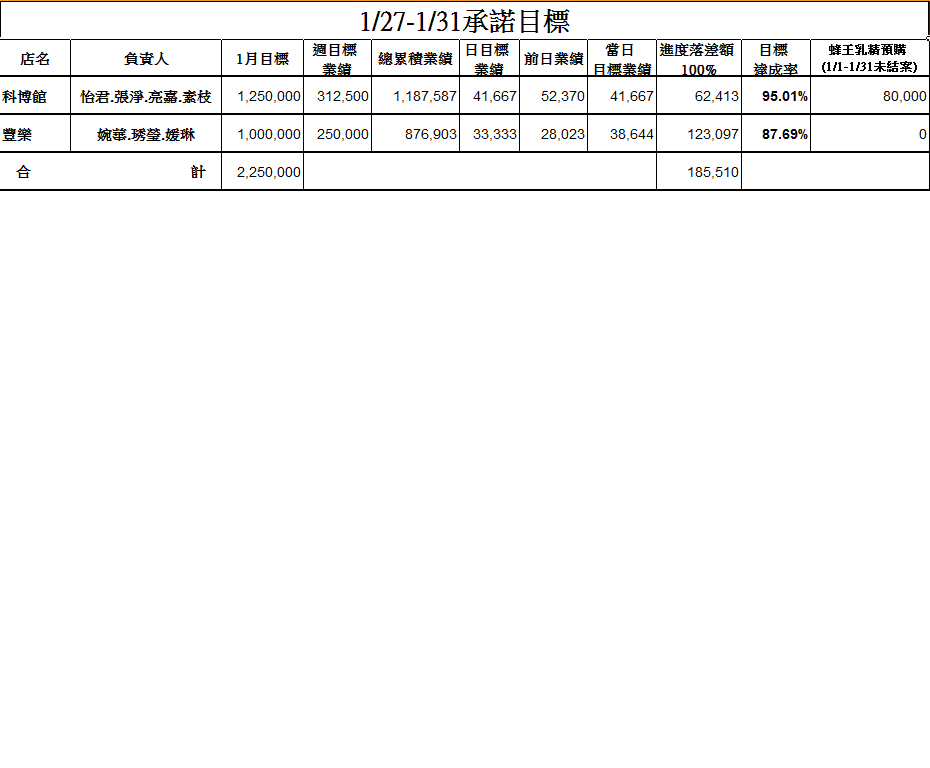 1/27-1/31承諾目標
店名 負責人 1月目標 週目標業績 總累積業績 日目標業績 前日業績 當日目標業績 進度落差額100% 目標達成率 蜂王乳精預購(1/1-1/31未結案)
科博館 怡君.張淨.亮嘉.素枝 1,250,000 312,500 1,187,587 41,667 52,370 41,667 62,413 95.01% 80,000
豐樂 婉華.琇瑩.媛琳 1,000,000 250,000 876,903 33,333 28,023 38,644 123,097 87.69% 0
合 計 2,250,000 185,510